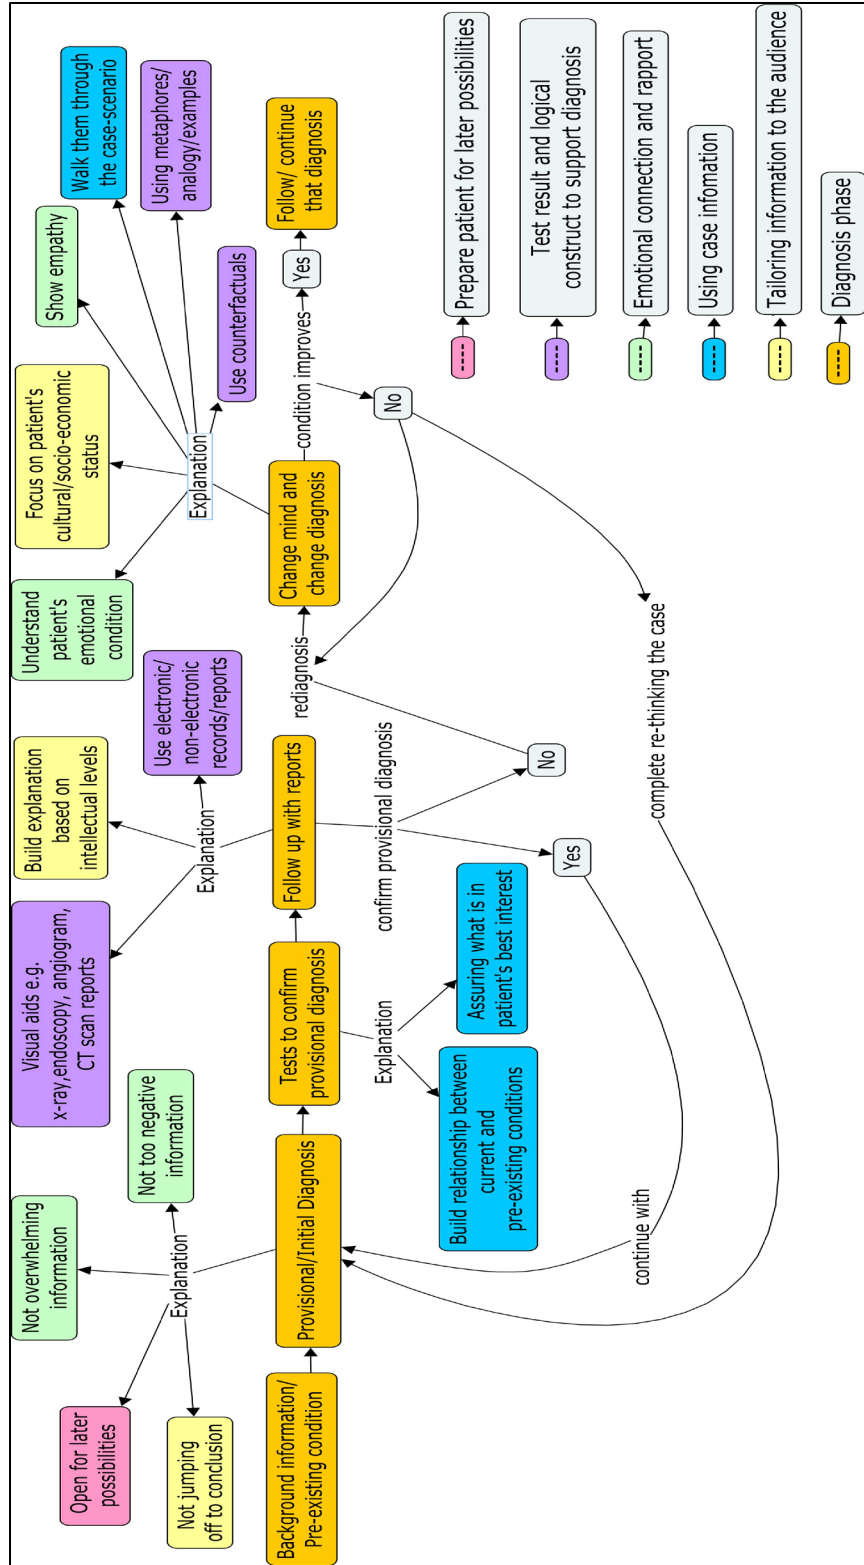 Open for later
possibilities
Not overwhelming
information
Not too negative
information
Not jumping
off to conclusion
Explanation
Visual aids e.g.
x-ray,endoscopy, angiogram,
CT scan reports
Build explanation
based on
intellectual levels
Use electronic/
non-electronic
records/reports
Explanation
Understand
patient's
emotional
condition
Focus on patient's
cultural/socio-economic
status
Show empathy
Walk them through
the case-scenario
Using metaphores/
analogy/examples
Use counterfactuals
Explanation
Background information/
Pre-existing condition
Provisional/Initial Diagnosis
Tests to confirm
provisional diagnosis
Follow up with reports
rediagnosis
Change mind and
change diagnosis
condition improves
Yes
Follow/ continue
that diagnosis
No
Explanation
Build relationship between
current and
pre-existing conditions
Assuring what is in
patient's best interest
confirm provisional diagnosis
No
Yes
continue with
complete re-thinking the case
---- Prepare patient for later possibilities
---- Test result and logical
construct to support diagnosis
---- Emotional connection and rapport
---- Using case infomation
---- Tailoring information to the audience
---- Diagnosis phase